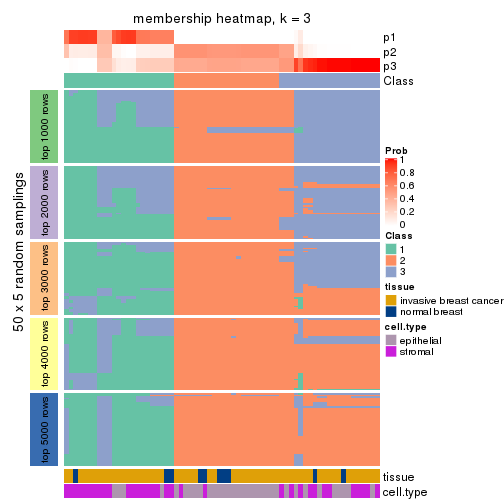 membership heatmap, k = 3
p1
p2
p3
Class
50 x 5 random samplings
top 1000 rows
top 2000 rows
top 3000 rows
top 4000 rows
top 5000 rows
tissue
cell.type
Prob
1
0.8
0.6
0.4
0.2
0
Class
1
2
3
tissue
invasive breast cancer
normal breast
cell.type
epithelial
stromal